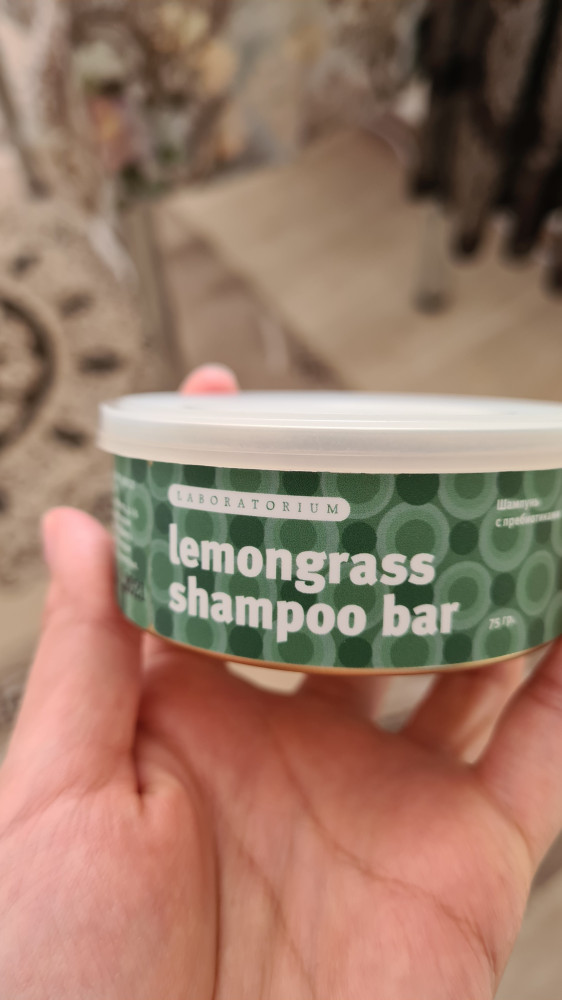 LABORATORIUM
lemongrass
shampoo bar
Шампунь
с пребиотиками
75 гр.